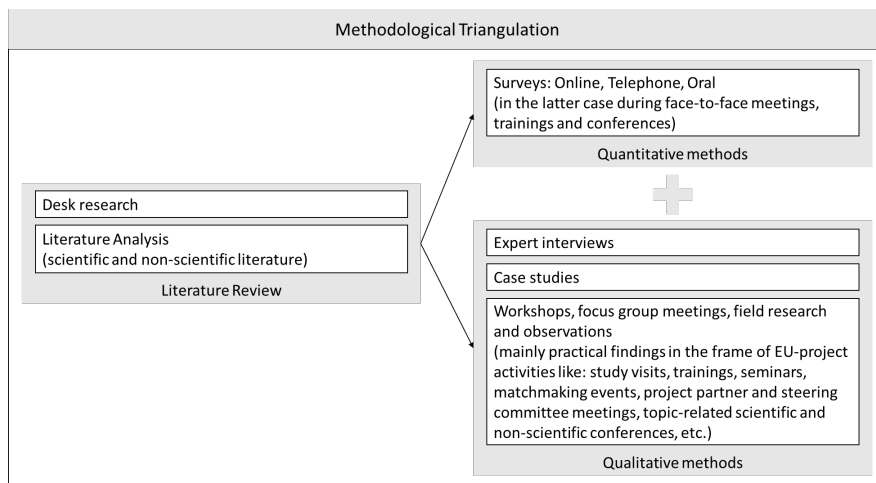 Methodological Triangulation
Desk research
Literature Analysis
(scientific and non-scientific literature)
Literature Review
Surveys: Online, Telephone, Oral
(in the latter case during face-to-face meetings,
trainings and conferences)
Quantitative methods
Expert interviews
Case studies
Workshops, focus group meetings, field research
and observations
(mainly practical findings in the frame of EU-project
activities like: study visits, trainings, seminars,
matchmaking events, project partner and steering
committee meetings, topic-related scientific and
non-scientific conferences, etc.)
Qualitative methods